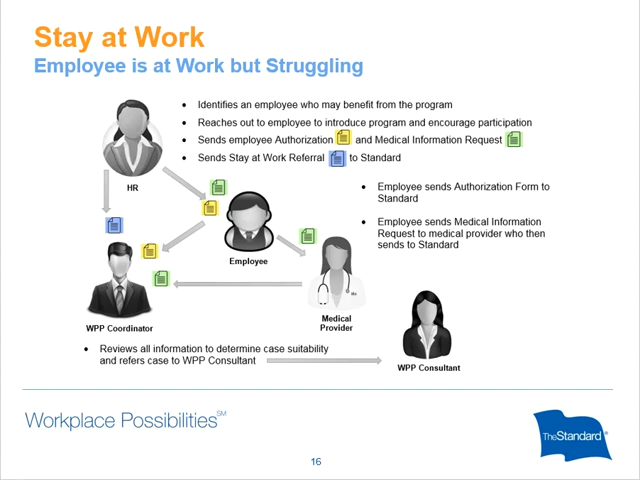 Stay at Work
Employee is at Work but Struggling
• Identifies an employee who may benefit from the program
• Reaches out to employee to introduce program and encourage participation
• Sends employee Authorization and Medical Information Request
• Sends Stay at Work Referral to Standard
HR
• Employee sends Authorization Form to
Standard
• Employee sends Medical Information
Request to medical provider who then
sends to Standard
Employee
WPP Coordinator
Medical
Provider
• Reviews all information to determine case suitability
and refers case to WPP Consultant
WPP Consultant
Workplace Possibilities℠
TheStandard®
16